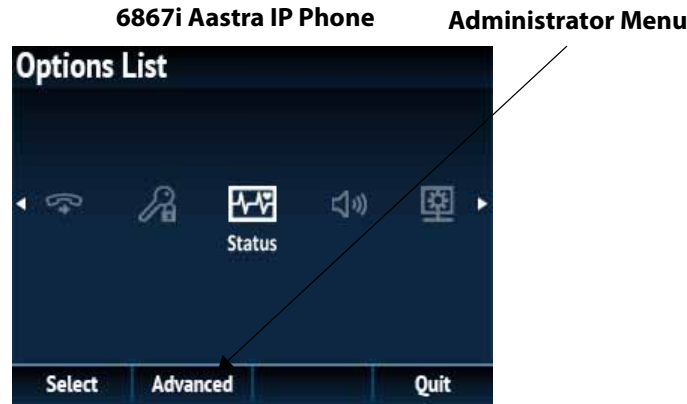 6867i Aastra IP Phone
Administrator Menu
Options List
Status
Select Advanced Quit